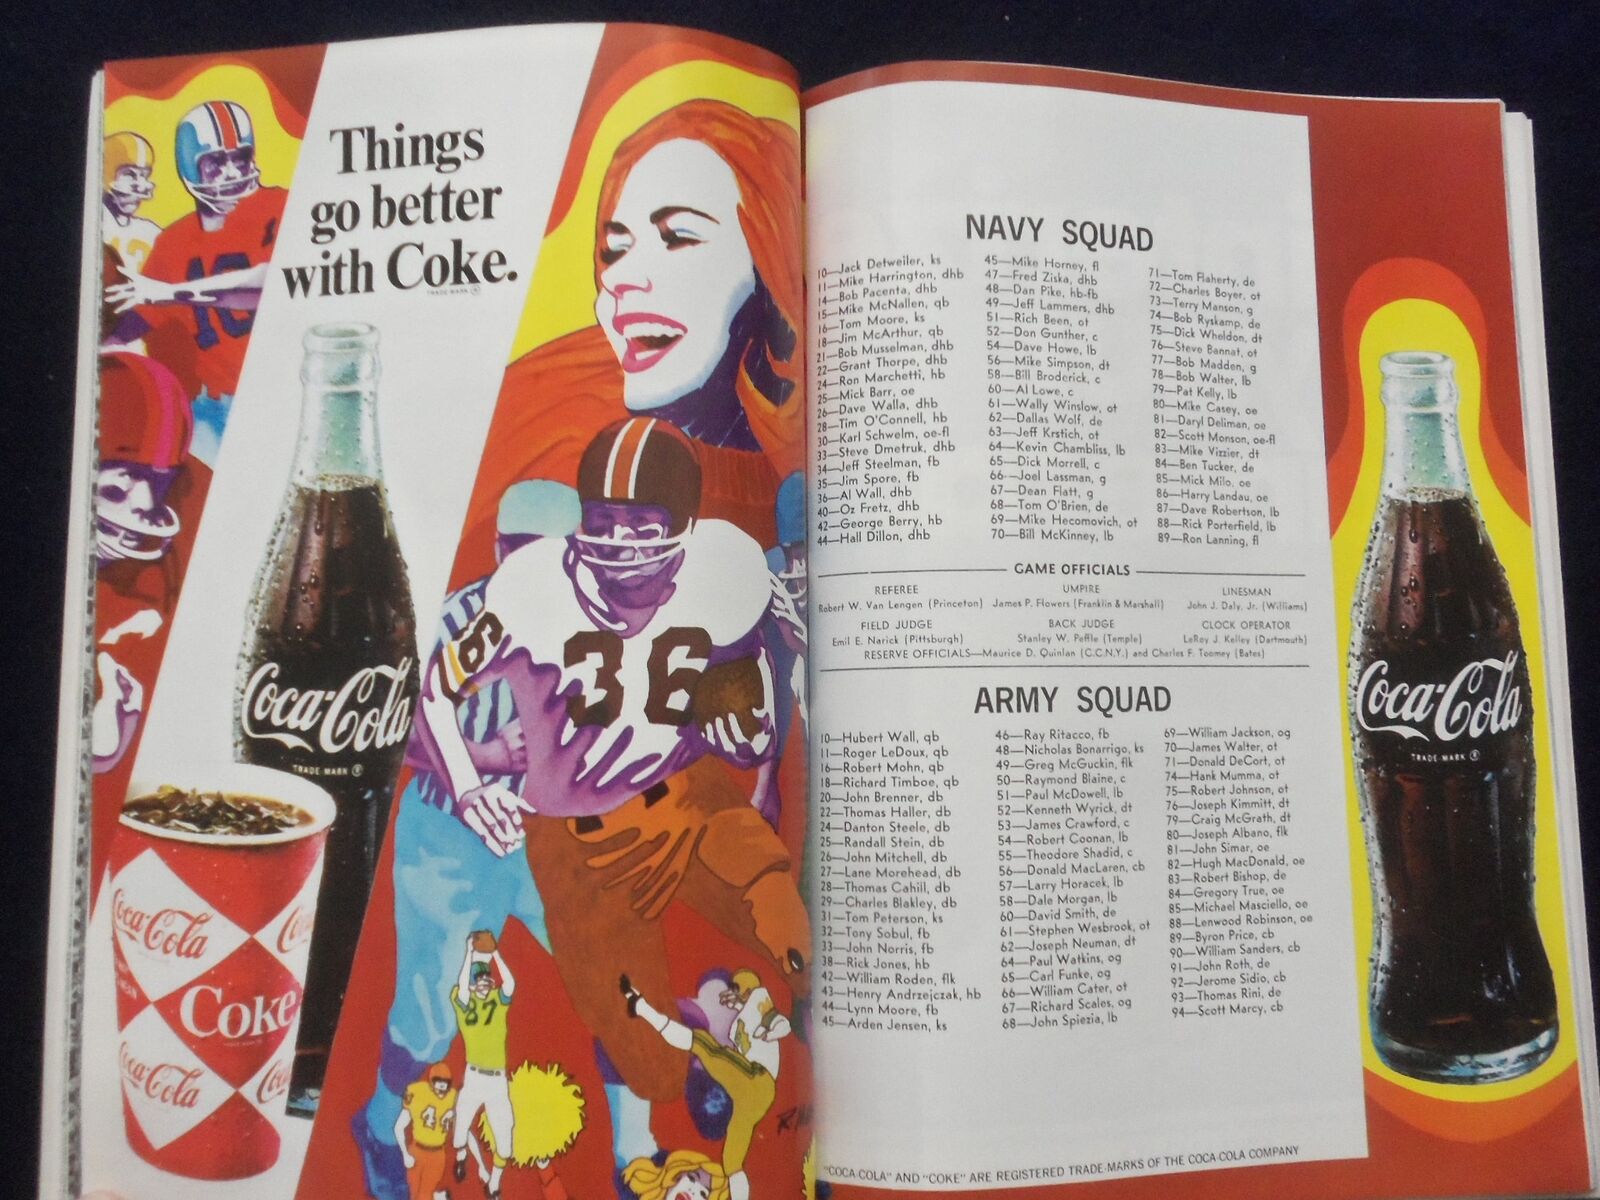 Things
go better
with Coke.
TRADE-MARK ®
10
12
16
36
87
44
Coca-Cola
TRADE-MARK ®
Coca-Cola
Coke
Coca-Cola
NAVY SQUAD
10—Jack Detweiler, ks
11—Mike Harrington, dhb
14—Bob Pacenta, dhb
15—Mike McNallen, qb
16—Tom Moore, ks
18—Jim McArthur, qb
21—Bob Musselman, dhb
22—Grant Thorpe, dhb
24—Ron Marchetti, hb
25—Mick Barr, oe
26—Dave Walla, dhb
28—Tim O'Connell, hb
30—Karl Schwelm, oe-fl
33—Steve Dmetruk, dhb
34—Jeff Steelman, fb
35—Jim Spore, fb
36—Al Wall, dhb
40—Oz Fretz, dhb
42—George Berry, hb
44—Hall Dillon, dhb
45—Mike Horney, fl
47—Fred Ziska, dhb
48—Dan Pike, hb-fb
49—Jeff Lammers, dhb
51—Rich Been, ot
52—Don Gunther, c
54—Dave Howe, lb
56—Mike Simpson, dt
58—Bill Broderick, c
60—Al Lowe, c
61—Wally Winslow, ot
62—Dallas Wolf, de
63—Jeff Krstich, ot
64—Kevin Chambliss, lb
65—Dick Morrell, c
66—Joel Lassman, g
67—Dean Flatt, g
68—Tom O'Brien, de
69—Mike Hecomovich, ot
70—Bill McKinney, lb
71—Tom Flaherty, de
72—Charles Boyer, ot
73—Terry Manson, g
74—Bob Ryskamp, de
75—Dick Wheldon, dt
76—Steve Bannat, ot
77—Bob Madden, g
78—Bob Walter, lb
79—Pat Kelly, lb
80—Mike Casey, oe
81—Daryl Deliman, oe
82—Scott Monson, oe-fl
83—Mike Vizzier, dt
84—Ben Tucker, de
85—Mick Milo, oe
86—Harry Landau, oe
87—Dave Robertson, lb
88—Rick Porterfield, lb
89—Ron Lanning, fl
GAME OFFICIALS
REFEREE UMPIRE LINESMAN
Robert W. Van Lengen (Princeton) James P. Flowers (Franklin & Marshall) John J. Daly, Jr. (Williams)
FIELD JUDGE BACK JUDGE CLOCK OPERATOR
Emil E. Narick (Pittsburgh) Stanley W. Peffle (Temple) LeRoy J. Kelley (Dartmouth)
RESERVE OFFICIALS—Maurice D. Quinlan (C.C.N.Y.) and Charles F. Toomey (Bates)
ARMY SQUAD
10—Hubert Wall, qb
11—Roger LeDoux, qb
16—Robert Mohn, qb
18—Richard Timboe, qb
20—John Brenner, db
22—Thomas Haller, db
24—Danton Steele, db
25—Randall Stein, db
26—John Mitchell, db
27—Lane Morehead, db
28—Thomas Cahill, db
29—Charles Blakley, db
31—Tom Peterson, ks
32—Tony Sobul, fb
33—John Norris, fb
38—Rick Jones, hb
42—William Roden, flk
43—Henry Andrzejczak, hb
44—Lynn Moore, fb
45—Arden Jensen, ks
46—Ray Ritacco, fb
48—Nicholas Bonarrigo, ks
49—Greg McGuckin, flk
50—Raymond Blaine, c
51—Paul McDowell, lb
52—Kenneth Wyrick, dt
53—James Crawford, c
54—Robert Coonan, lb
55—Theodore Shadid, c
56—Donald MacLaren, cb
57—Larry Horacek, lb
58—Dale Morgan, lb
60—David Smith, de
61—Stephen Wesbrook, ot
62—Joseph Neuman, dt
64—Paul Watkins, og
65—Carl Funke, og
66—William Cater, ot
67—Richard Scales, og
68—John Spiezia, lb
69—William Jackson, og
70—James Walter, ot
71—Donald DeCort, ot
74—Hank Mumma, ot
75—Robert Johnson, ot
76—Joseph Kimmitt, dt
79—Craig McGrath, dt
80—Joseph Albano, flk
81—John Simar, oe
82—Hugh MacDonald, oe
83—Robert Bishop, de
84—Gregory True, oe
85—Michael Masciello, oe
88—Lenwood Robinson, oe
89—Byron Price, cb
90—William Sanders, cb
91—John Roth, de
92—Jerome Sidio, cb
93—Thomas Rini, de
94—Scott Marcy, cb
"COCA-COLA" AND "COKE" ARE REGISTERED TRADE-MARKS OF THE COCA-COLA COMPANY
Coca-Cola
TRADE-MARK ®